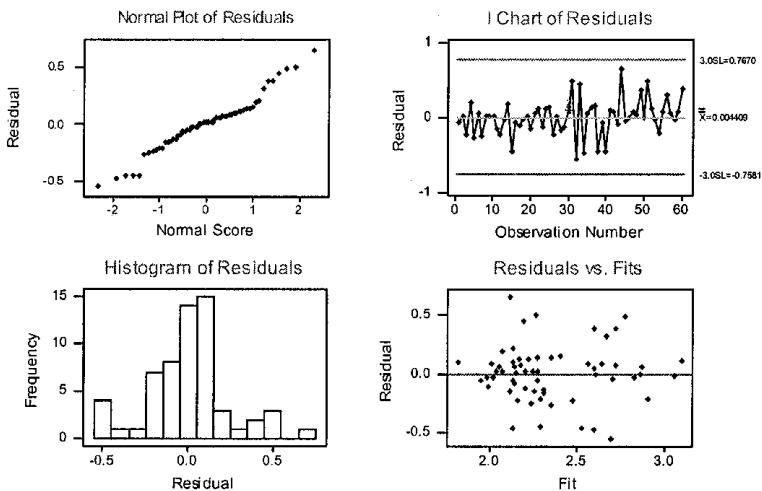 Normal Plot of Residuals
Residual
0.5
0.0
-0.5
-2
-1
0
1
2
Normal Score
I Chart of Residuals
Residual
1
0
-1
3.0SL=0.7670
X=0.004409
-3.0SL=-0.7581
0
10
20
30
40
50
60
Observation Number
Histogram of Residuals
Frequency
15
10
5
0
-0.5
0.0
0.5
Residual
Residuals vs. Fits
Residual
0.5
0.0
-0.5
2.0
2.5
3.0
Fit